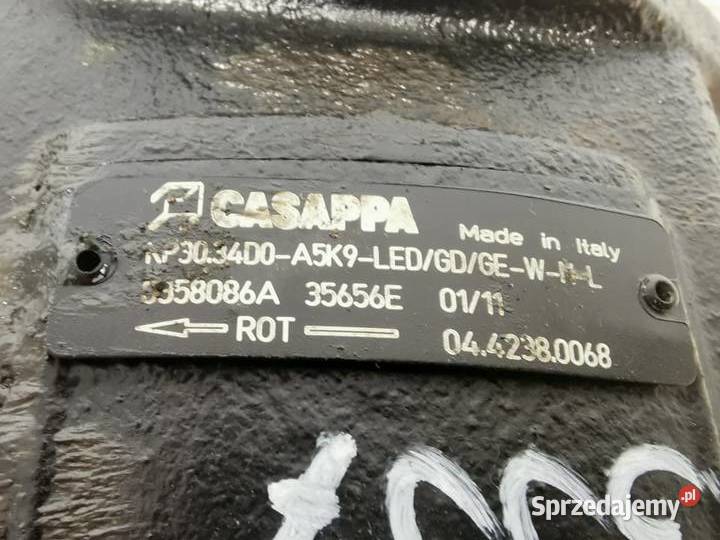 CASAPPA
Made in Italy
KP30.34D0-A5K9-LED/GD/GE-W-N-L
35656E 01/11
ROT
04.4238.0068
Sprzedajemy.pl